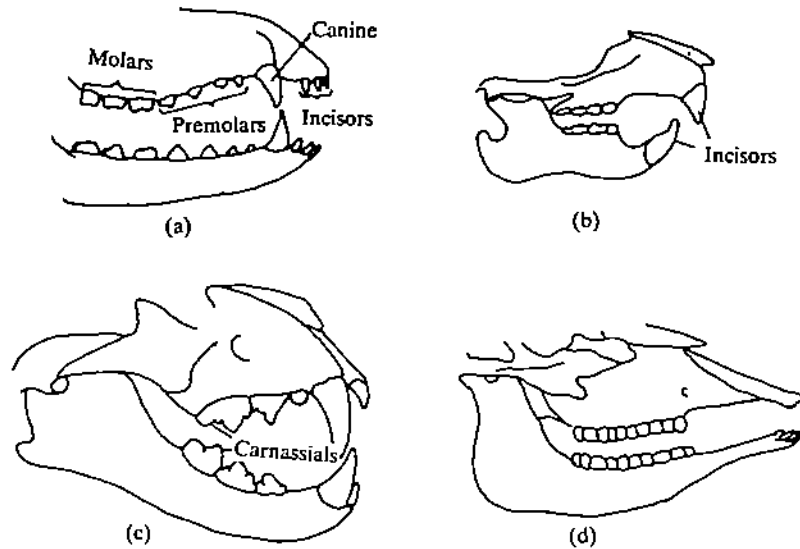 Canine
Molars
Premolars
Incisors
(a)
Incisors
(b)
Carnassials
(c)
(d)